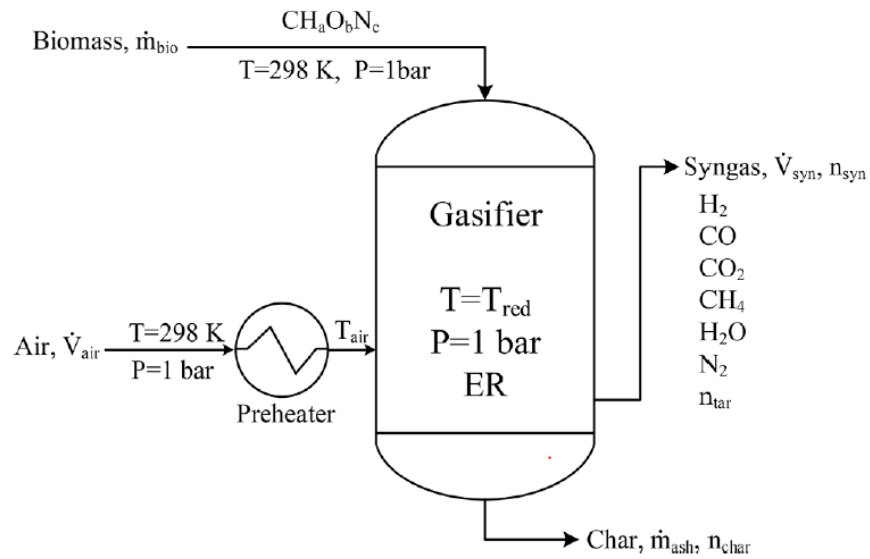 CHₐO_bN_c
Biomass, ṁ_bio
T=298 K, P=1bar
Syngas, V̇_syn, n_syn
H₂
CO
CO₂
CH₄
H₂O
N₂
n_tar
Gasifier
T=T_red
P=1 bar
ER
Air, V̇_air
T=298 K
P=1 bar
T_air
Preheater
Char, ṁ_ash, n_char